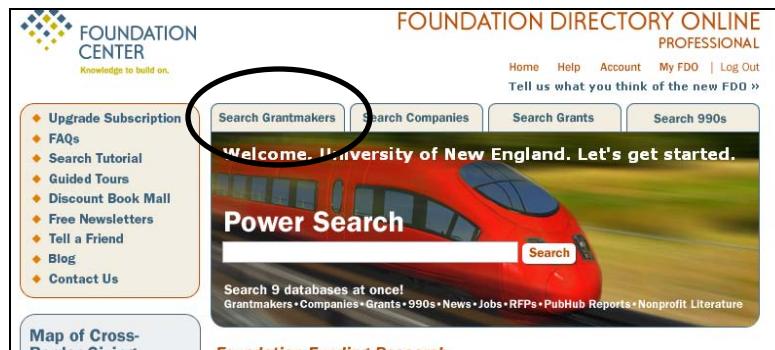 FOUNDATION
CENTER
Knowledge to build on.
FOUNDATION DIRECTORY ONLINE
PROFESSIONAL
Home Help Account My FDO | Log Out
Tell us what you think of the new FDO »
Upgrade Subscription
FAQs
Search Tutorial
Guided Tours
Discount Book Mall
Free Newsletters
Tell a Friend
Blog
Contact Us
Search Grantmakers
Search Companies
Search Grants
Search 990s
Welcome, University of New England. Let's get started.
Power Search
Search
Search 9 databases at once!
Grantmakers•Companies•Grants•990s•News•Jobs•RFPs•PubHub Reports•Nonprofit Literature
Map of Cross-